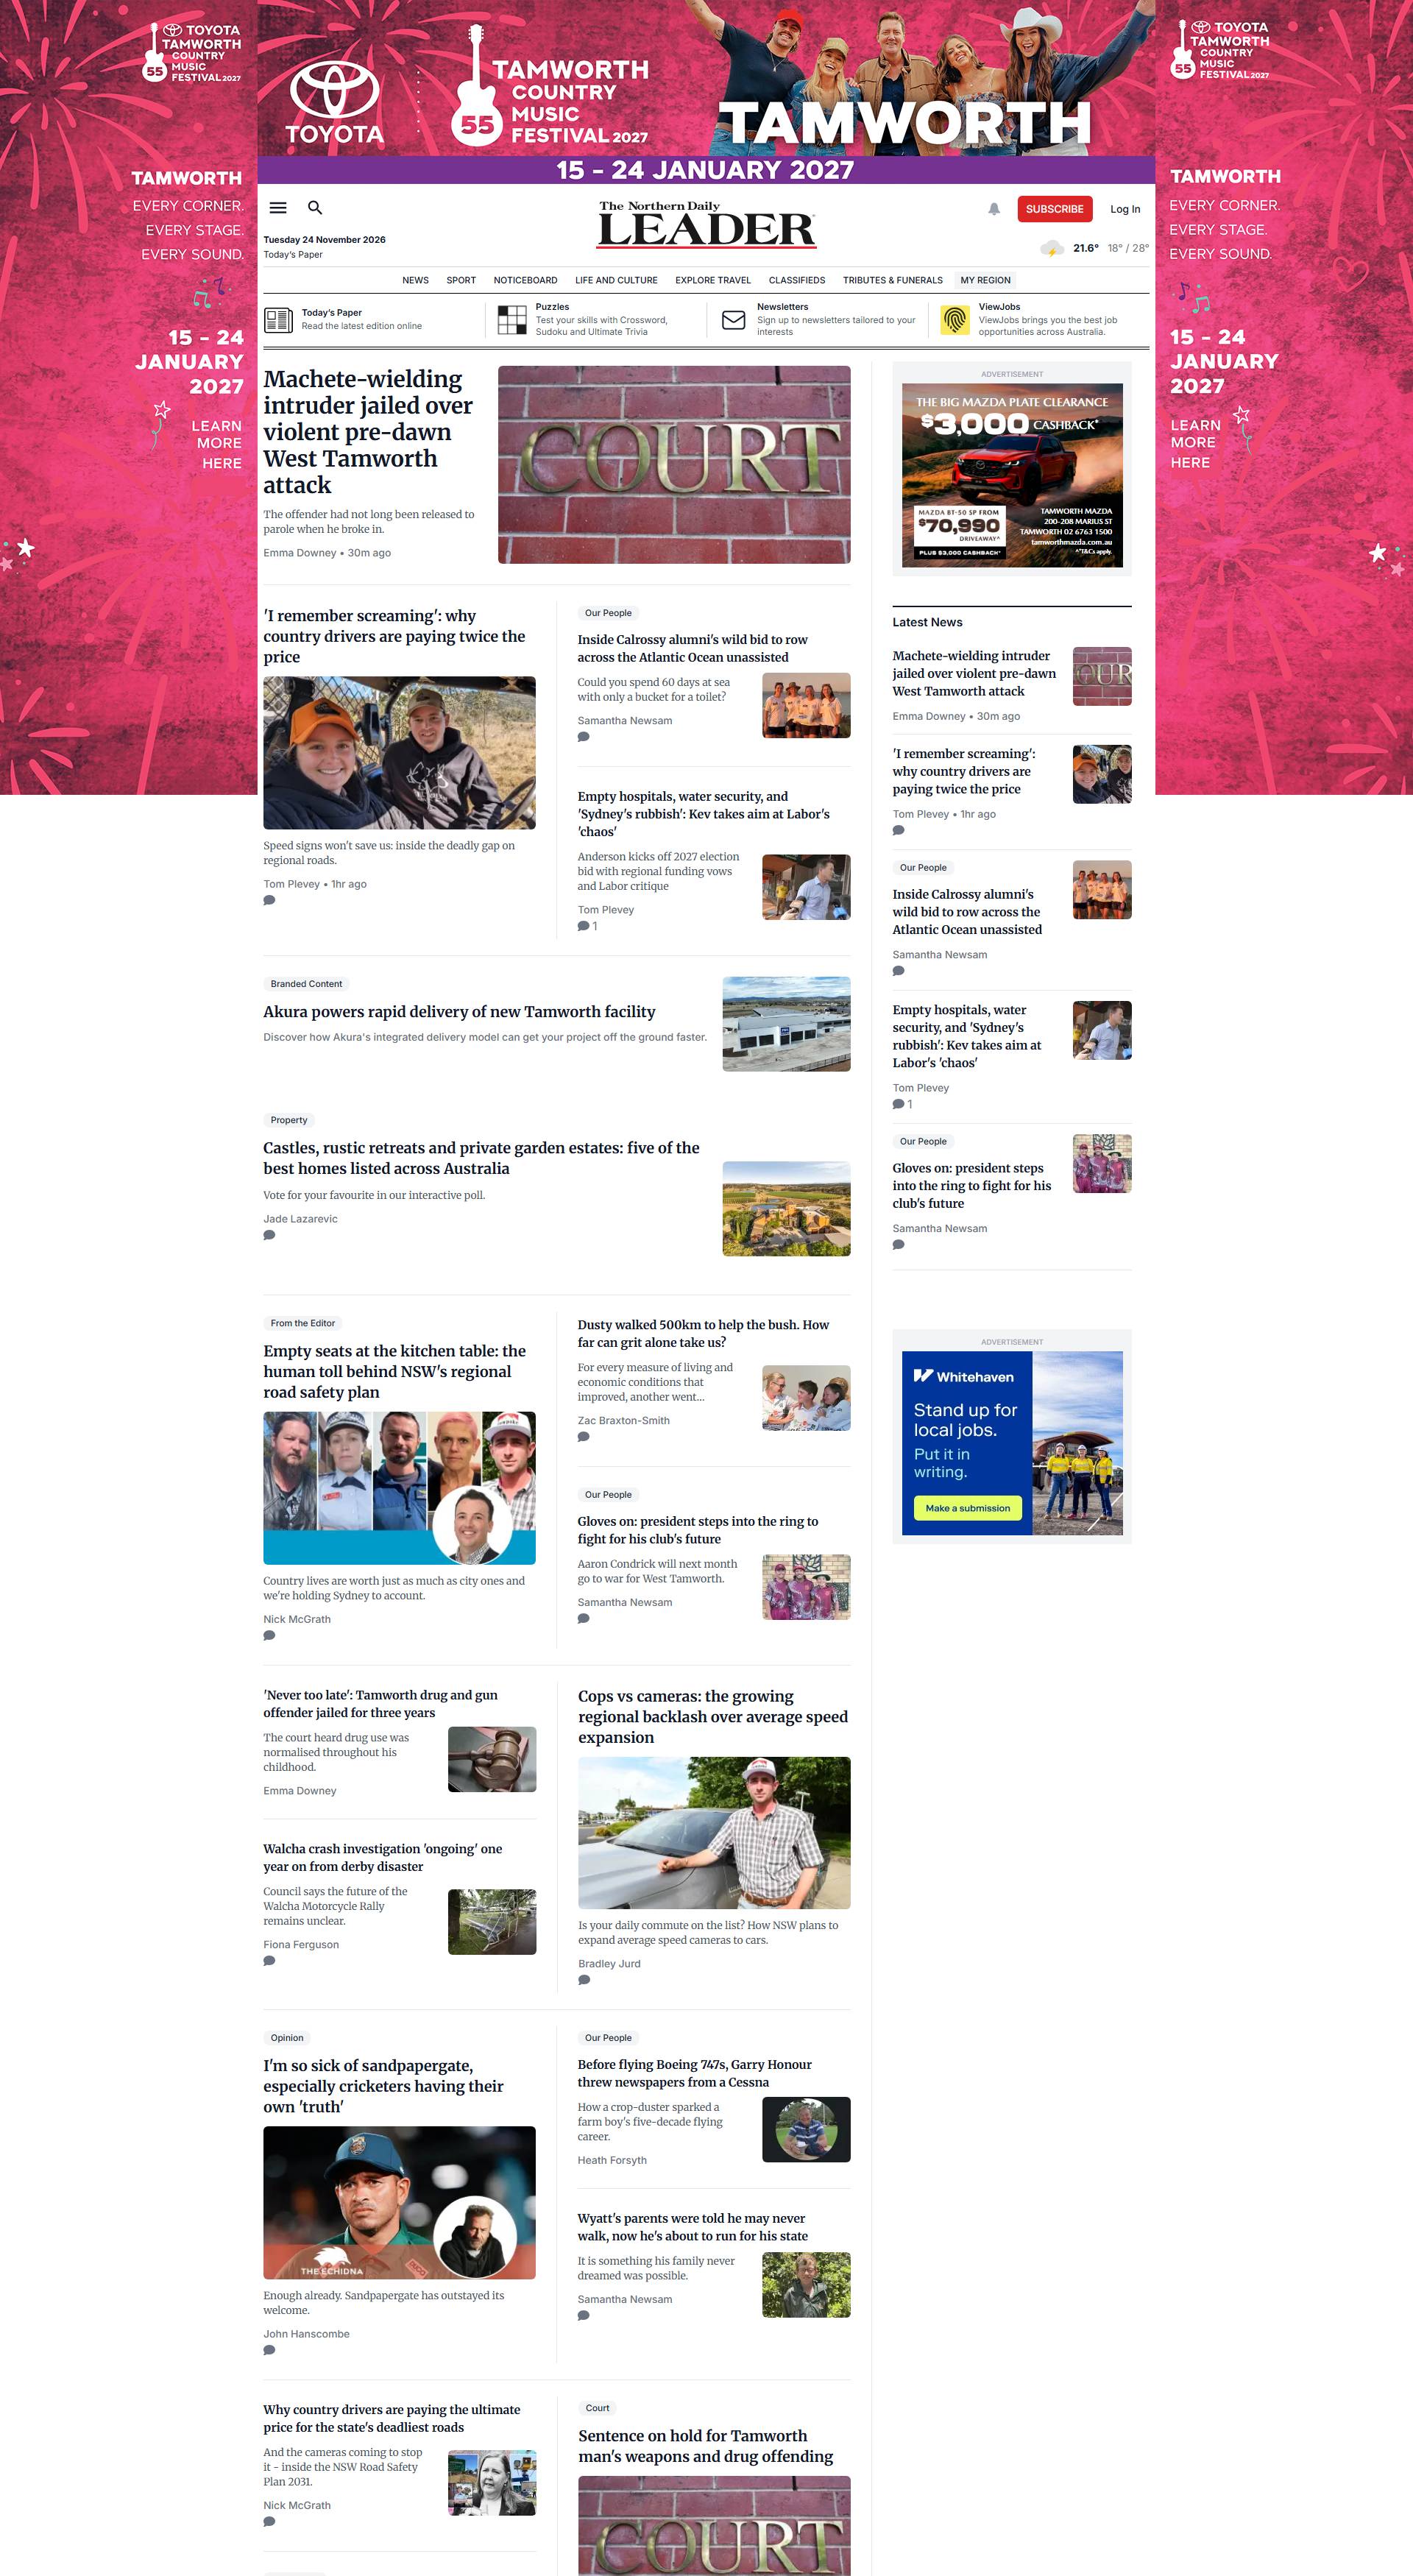 TOYOTA
TAMWORTH
COUNTRY
MUSIC
FESTIVAL 2027
55
TAMWORTH
EVERY CORNER.
EVERY STAGE.
EVERY SOUND.
15 - 24
JANUARY
2027
LEARN
MORE
HERE
TOYOTA
55
TAMWORTH
COUNTRY
MUSIC
FESTIVAL 2027
TAMWORTH
15 - 24 JANUARY 2027
TOYOTA
TAMWORTH
COUNTRY
MUSIC
FESTIVAL 2027
55
TAMWORTH
EVERY CORNER.
EVERY STAGE.
EVERY SOUND.
15 - 24
JANUARY
2027
LEARN
MORE
HERE
The Northern Daily
LEADER
SUBSCRIBE
Log In
Tuesday 24 November 2026
Today's Paper
21.6° 18° / 28°
NEWS SPORT NOTICEBOARD LIFE AND CULTURE EXPLORE TRAVEL CLASSIFIEDS TRIBUTES & FUNERALS MY REGION
Today's Paper
Read the latest edition online
Puzzles
Test your skills with Crossword,
Sudoku and Ultimate Trivia
Newsletters
Sign up to newsletters tailored to your
interests
ViewJobs
ViewJobs brings you the best job
opportunities across Australia.
Machete-wielding
intruder jailed over
violent pre-dawn
West Tamworth
attack
The offender had not long been released to
parole when he broke in.
Emma Downey • 30m ago
COURT
'I remember screaming': why
country drivers are paying twice the
price
Speed signs won't save us: inside the deadly gap on
regional roads.
Tom Plevey • 1hr ago
Our People
Inside Calrossy alumni's wild bid to row
across the Atlantic Ocean unassisted
Could you spend 60 days at sea
with only a bucket for a toilet?
Samantha Newsam
Empty hospitals, water security, and
'Sydney's rubbish': Kev takes aim at Labor's
'chaos'
Anderson kicks off 2027 election
bid with regional funding vows
and Labor critique
Tom Plevey
1
Branded Content
Akura powers rapid delivery of new Tamworth facility
Discover how Akura's integrated delivery model can get your project off the ground faster.
Property
Castles, rustic retreats and private garden estates: five of the
best homes listed across Australia
Vote for your favourite in our interactive poll.
Jade Lazarevic
From the Editor
Empty seats at the kitchen table: the
human toll behind NSW's regional
road safety plan
Country lives are worth just as much as city ones and
we're holding Sydney to account.
Nick McGrath
Dusty walked 500km to help the bush. How
far can grit alone take us?
For every measure of living and
economic conditions that
improved, another went...
Zac Braxton-Smith
Our People
Gloves on: president steps into the ring to
fight for his club's future
Aaron Condrick will next month
go to war for West Tamworth.
Samantha Newsam
'Never too late': Tamworth drug and gun
offender jailed for three years
The court heard drug use was
normalised throughout his
childhood.
Emma Downey
Walcha crash investigation 'ongoing' one
year on from derby disaster
Council says the future of the
Walcha Motorcycle Rally
remains unclear.
Fiona Ferguson
Cops vs cameras: the growing
regional backlash over average speed
expansion
Is your daily commute on the list? How NSW plans to
expand average speed cameras to cars.
Bradley Jurd
Opinion
I'm so sick of sandpapergate,
especially cricketers having their
own 'truth'
THE ECHIDNA
Enough already. Sandpapergate has outstayed its
welcome.
John Hanscombe
Our People
Before flying Boeing 747s, Garry Honour
threw newspapers from a Cessna
How a crop-duster sparked a
farm boy's five-decade flying
career.
Heath Forsyth
Wyatt's parents were told he may never
walk, now he's about to run for his state
It is something his family never
dreamed was possible.
Samantha Newsam
Why country drivers are paying the ultimate
price for the state's deadliest roads
And the cameras coming to stop
it - inside the NSW Road Safety
Plan 2031.
Nick McGrath
Court
Sentence on hold for Tamworth
man's weapons and drug offending
COURT
ADVERTISEMENT
THE BIG MAZDA PLATE CLEARANCE
$3,000 CASHBACK*
MAZDA BT-50 SP FROM
$70,990
DRIVEAWAY^
PLUS $3,000 CASHBACK*
TAMWORTH MAZDA
200-208 MARIUS ST
TAMWORTH 02 6763 1500
tamworthmazda.com.au
^*T&Cs apply.
Latest News
Machete-wielding intruder
jailed over violent pre-dawn
West Tamworth attack
Emma Downey • 30m ago
'I remember screaming':
why country drivers are
paying twice the price
Tom Plevey • 1hr ago
Our People
Inside Calrossy alumni's
wild bid to row across the
Atlantic Ocean unassisted
Samantha Newsam
Empty hospitals, water
security, and 'Sydney's
rubbish': Kev takes aim at
Labor's 'chaos'
Tom Plevey
1
Our People
Gloves on: president steps
into the ring to fight for his
club's future
Samantha Newsam
ADVERTISEMENT
Whitehaven
Stand up for
local jobs.
Put it in
writing.
Make a submission